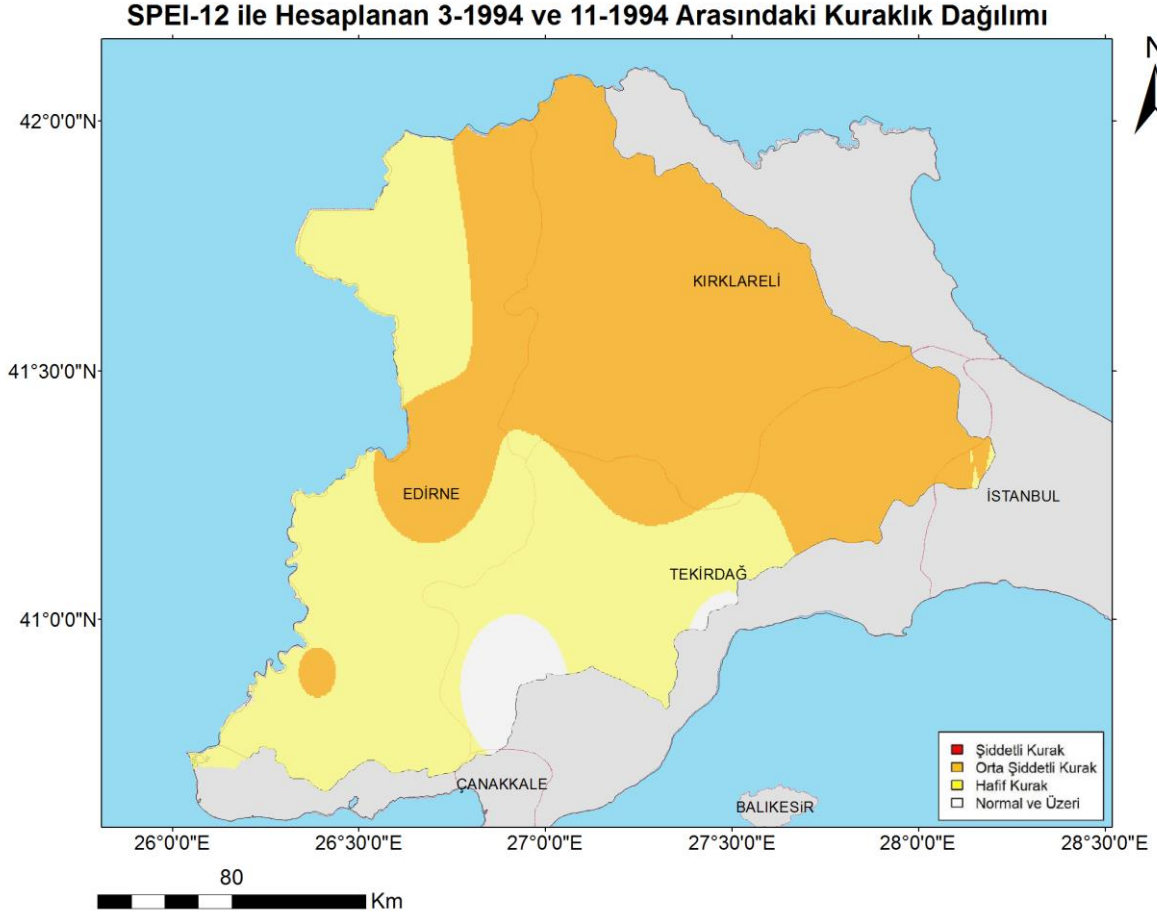 SPEI-12 ile Hesaplanan 3-1994 ve 11-1994 Arasındaki Kuraklık Dağılımı
N
42°0'0"N
KIRKLARELİ
41°30'0"N
EDİRNE
İSTANBUL
TEKİRDAĞ
41°0'0"N
Şiddetli Kurak
Orta Şiddetli Kurak
Hafif Kurak
Normal ve Üzeri
ÇANAKKALE
BALIKESİR
26°0'0"E 26°30'0"E 27°0'0"E 27°30'0"E 28°0'0"E 28°30'0"E
80
Km